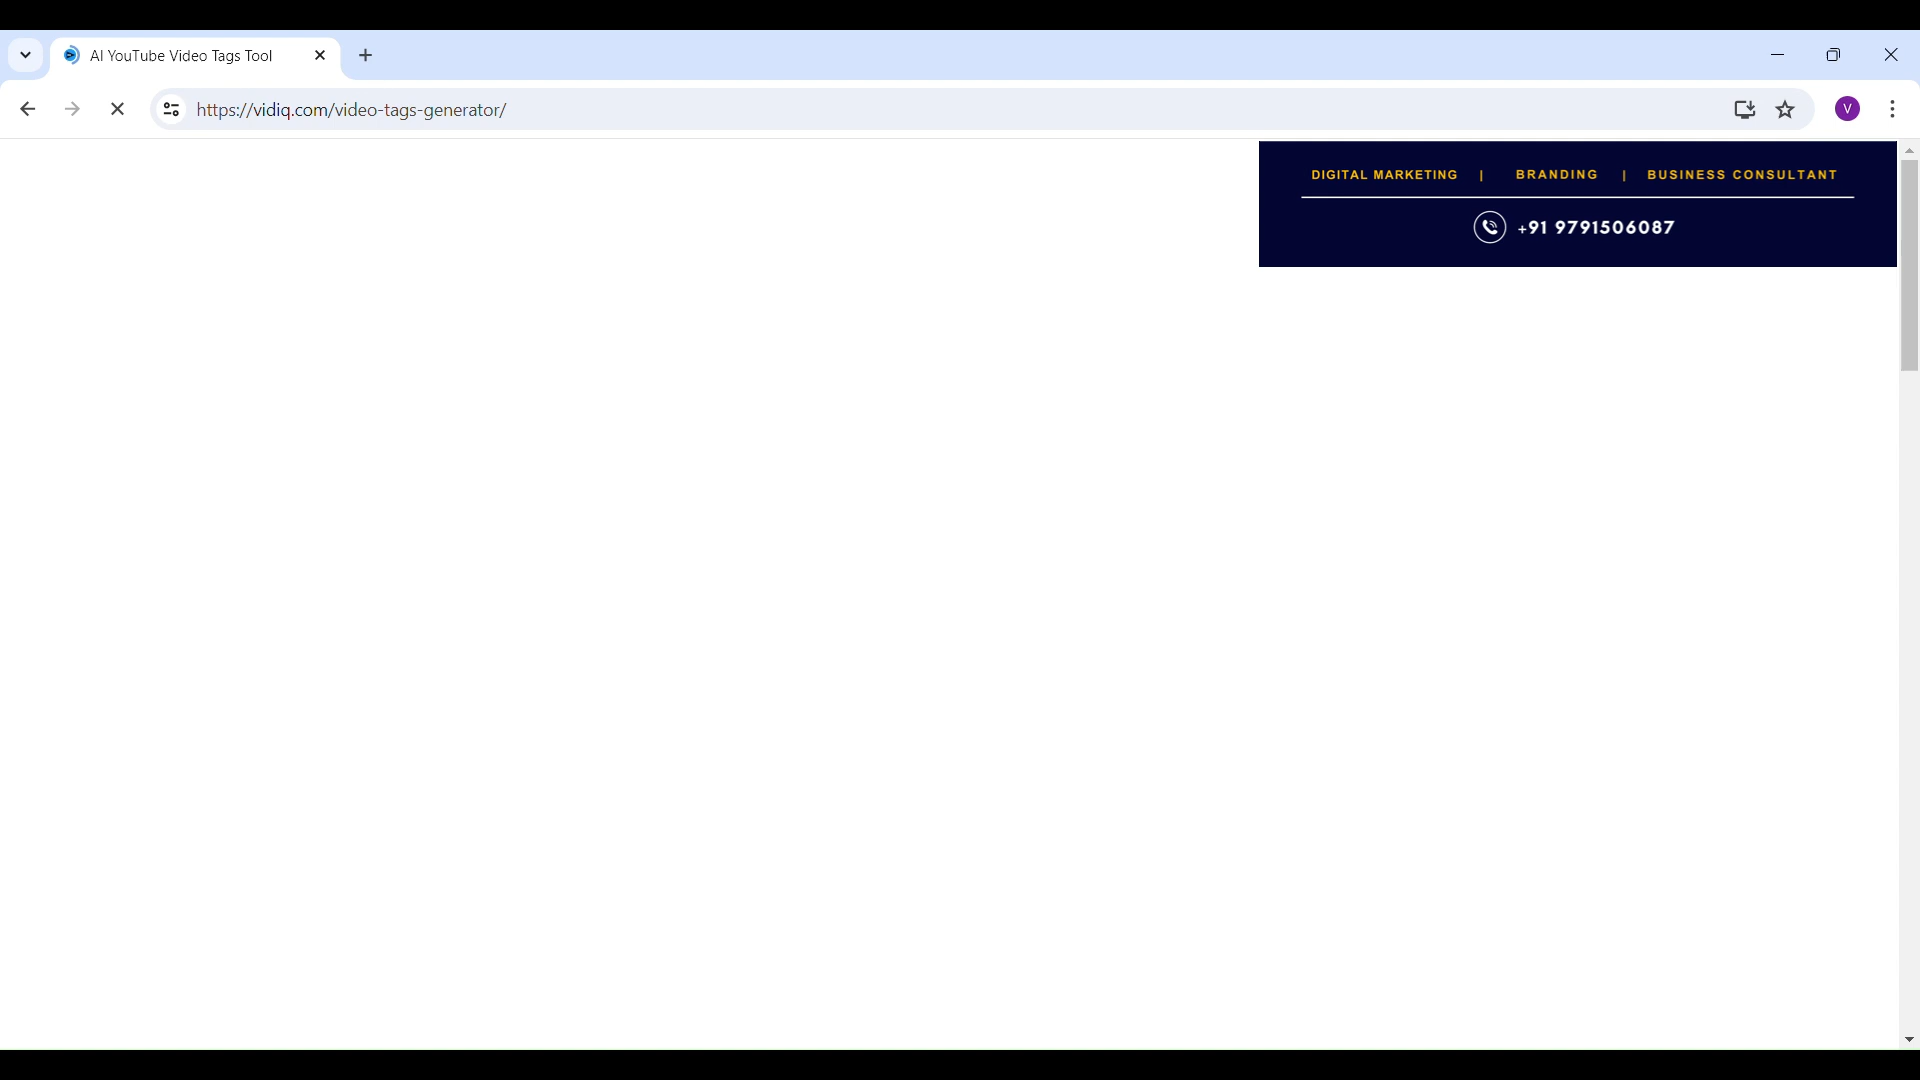 AI YouTube Video Tags Tool
https://vidiq.com/video-tags-generator/
V
DIGITAL MARKETING | BRANDING | BUSINESS CONSULTANT
+91 9791506087